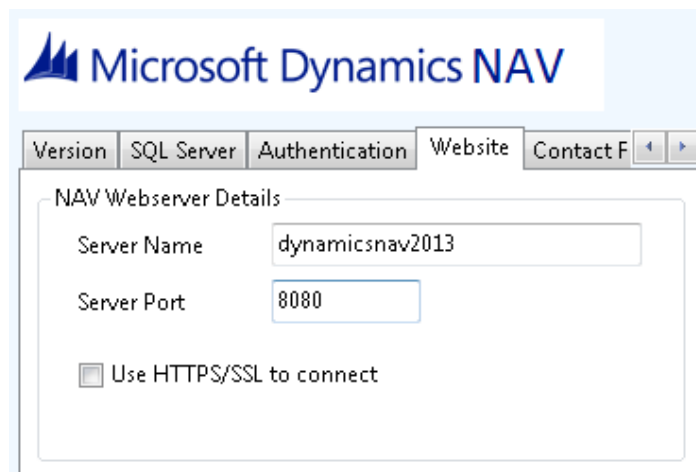 Microsoft Dynamics NAV
Version SQL Server Authentication Website Contact F
NAV Webserver Details
Server Name dynamicsnav2013
Server Port 8080
Use HTTPS/SSL to connect